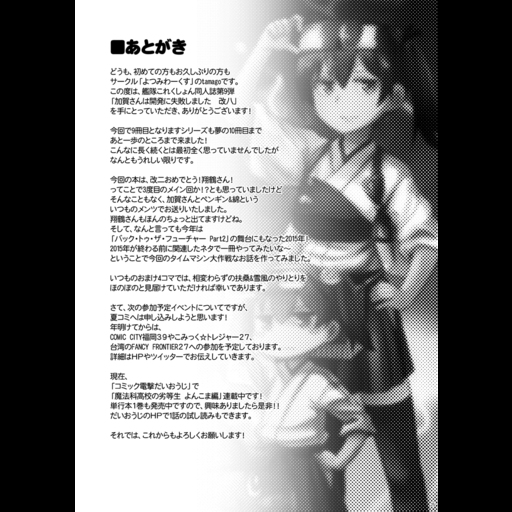 ■あとがき
どうも、初めての方もお久しぶりの方も
サークル「よつみわーくす」のtamagoです。
この度は、艦隊これくしょん同人誌第9弾
「加賀さんは開発に失敗しました　改八」
を手にとっていただき、ありがとうございます！
今回で9冊目となりますシリーズも夢の10冊目まで
あと一歩のところまで来ました！
こんなに長く続くとは最初全く思っていませんでしたが
なんともうれしい限りです。
今回の本は、改二おめでとう！翔鶴さん！
ってことで3度目のメイン回か！？とも思っていましたけど
そんなこともなく、加賀さんとペンギン&綿という
いつものメンツでお送りいたしました。
翔鶴さんもほんのちょっと出てますけどね。
そして、なんと言っても今年は
「バック・トゥ・ザ・フューチャー Part2」の舞台にもなった2015年！
2015年が終わる前に関連したネタで一冊やってみたいな～
ということで今回のタイムマシン大作戦なお話を作ってみました。
いつものおまけ4コマでは、相変わらずの扶桑&雪風のやりとりを
ほのぼのと見届けていただければ幸いであります。
さて、次の参加予定イベントについてですが、
夏コミへは申し込みしようと思います！
年明けてからは、
COMIC CITY福岡39やこみっく☆トレジャー27、
台湾のFANCY FRONTIER27への参加を予定しております。
詳細はHPやツイッターでお伝えしていきます。
現在、
「コミック電撃だいおうじ」で
「魔法科高校の劣等生 よんこま編」連載中です！
単行本1巻も発売中ですので、興味ありましたら是非！！
だいおうじのHPで1話の試し読みもできます。
それでは、これからもよろしくお願いします！